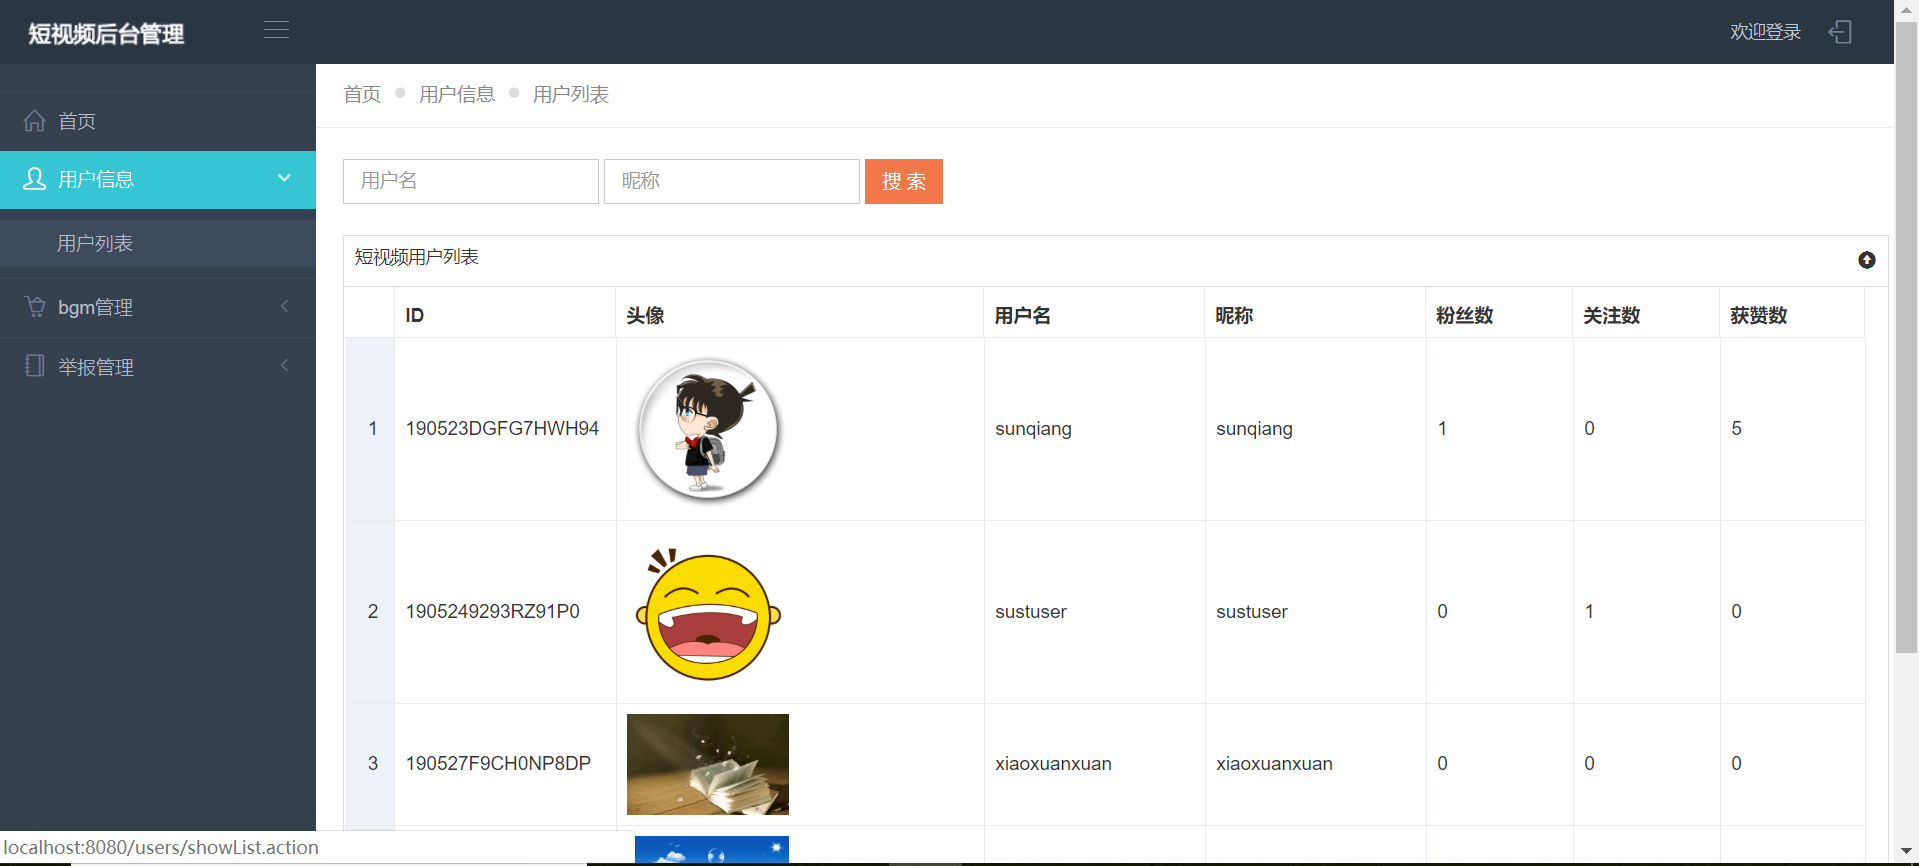 短视频后台管理
欢迎登录
首页
用户信息
用户列表
bgm管理
举报管理
首页 用户信息 用户列表
用户名 昵称 搜 索
短视频用户列表
ID 头像 用户名 昵称 粉丝数 关注数 获赞数
1 190523DGFG7HWH94 sunqiang sunqiang 1 0 5
2 1905249293RZ91P0 sustuser sustuser 0 1 0
3 190527F9CH0NP8DP xiaoxuanxuan xiaoxuanxuan 0 0 0
localhost:8080/users/showList.action